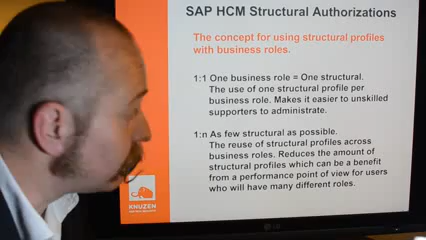 SAP HCM Structural Authorizations
The concept for using structural profiles
with business roles.
1:1 One business role = One structural.
The use of one structural profile per
business role. Makes it easier to unskilled
supporters to administrate.
1:n As few structural as possible.
The reuse of structural profiles across
business roles. Reduces the amount of
structural profiles which can be a benefit
from a performance point of view for users
who will have many different roles.
KNUZEN
LG